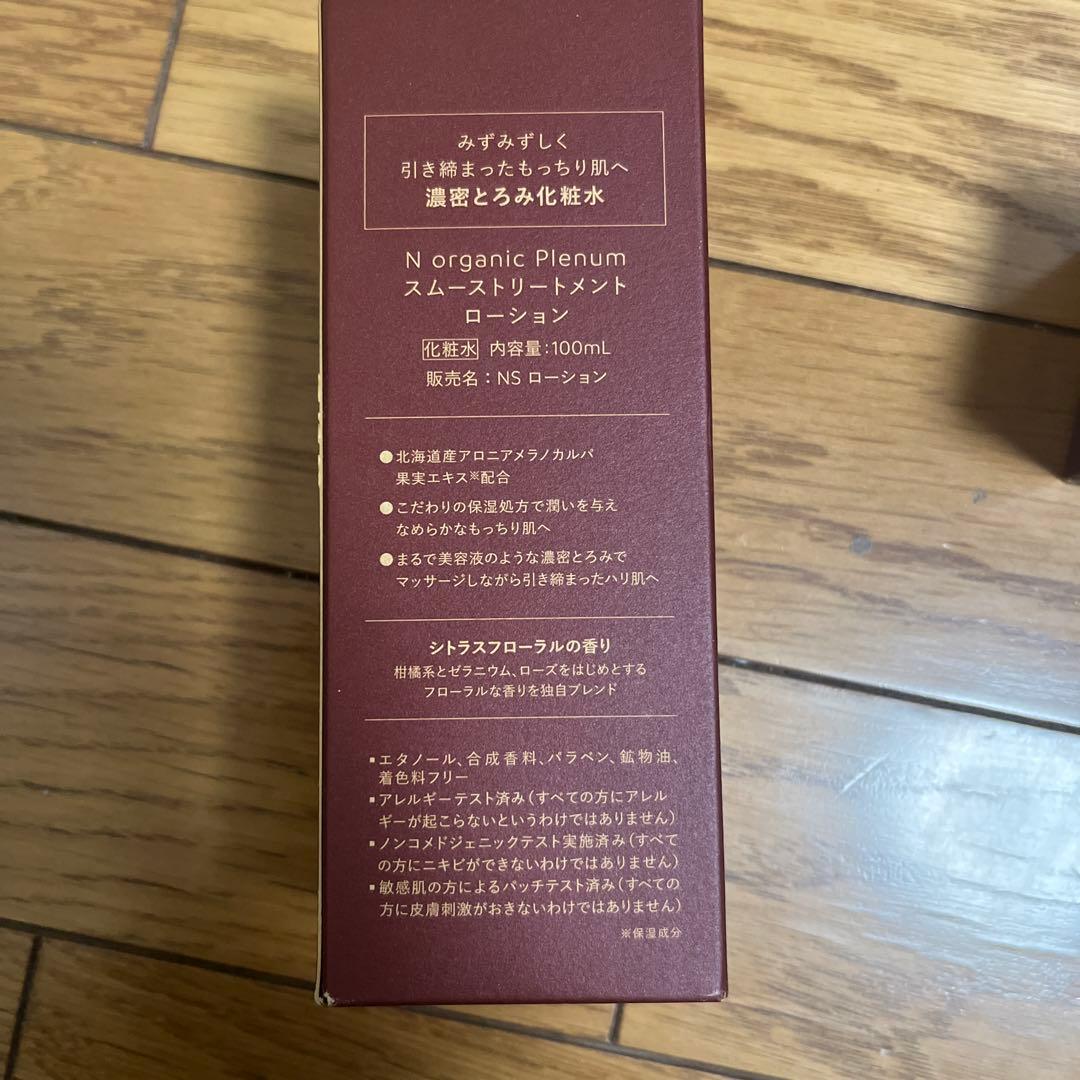 みずみずしく
引き締まったもっちり肌へ
濃密とろみ化粧水
N organic Plenum
スムーストリートメント
ローション
化粧水 内容量:100mL
販売名:NS ローション
●北海道産アロニアメラノカルパ
果実エキス※配合
●こだわりの保湿処方で潤いを与え
なめらかなもっちり肌へ
●まるで美容液のような濃密とろみで
マッサージしながら引き締まったハリ肌へ
シトラスフローラルの香り
柑橘系とゼラニウム、ローズをはじめとする
フローラルな香りを独自ブレンド
▪エタノール、合成香料、パラベン、鉱物油、
着色料フリー
▪アレルギーテスト済み(すべての方にアレル
ギーが起こらないというわけではありません)
▪ノンコメドジェニックテスト実施済み(すべて
の方にニキビができないわけではありません)
▪敏感肌の方によるパッチテスト済み(すべての
方に皮膚刺激がおきないわけではありません)
※保湿成分